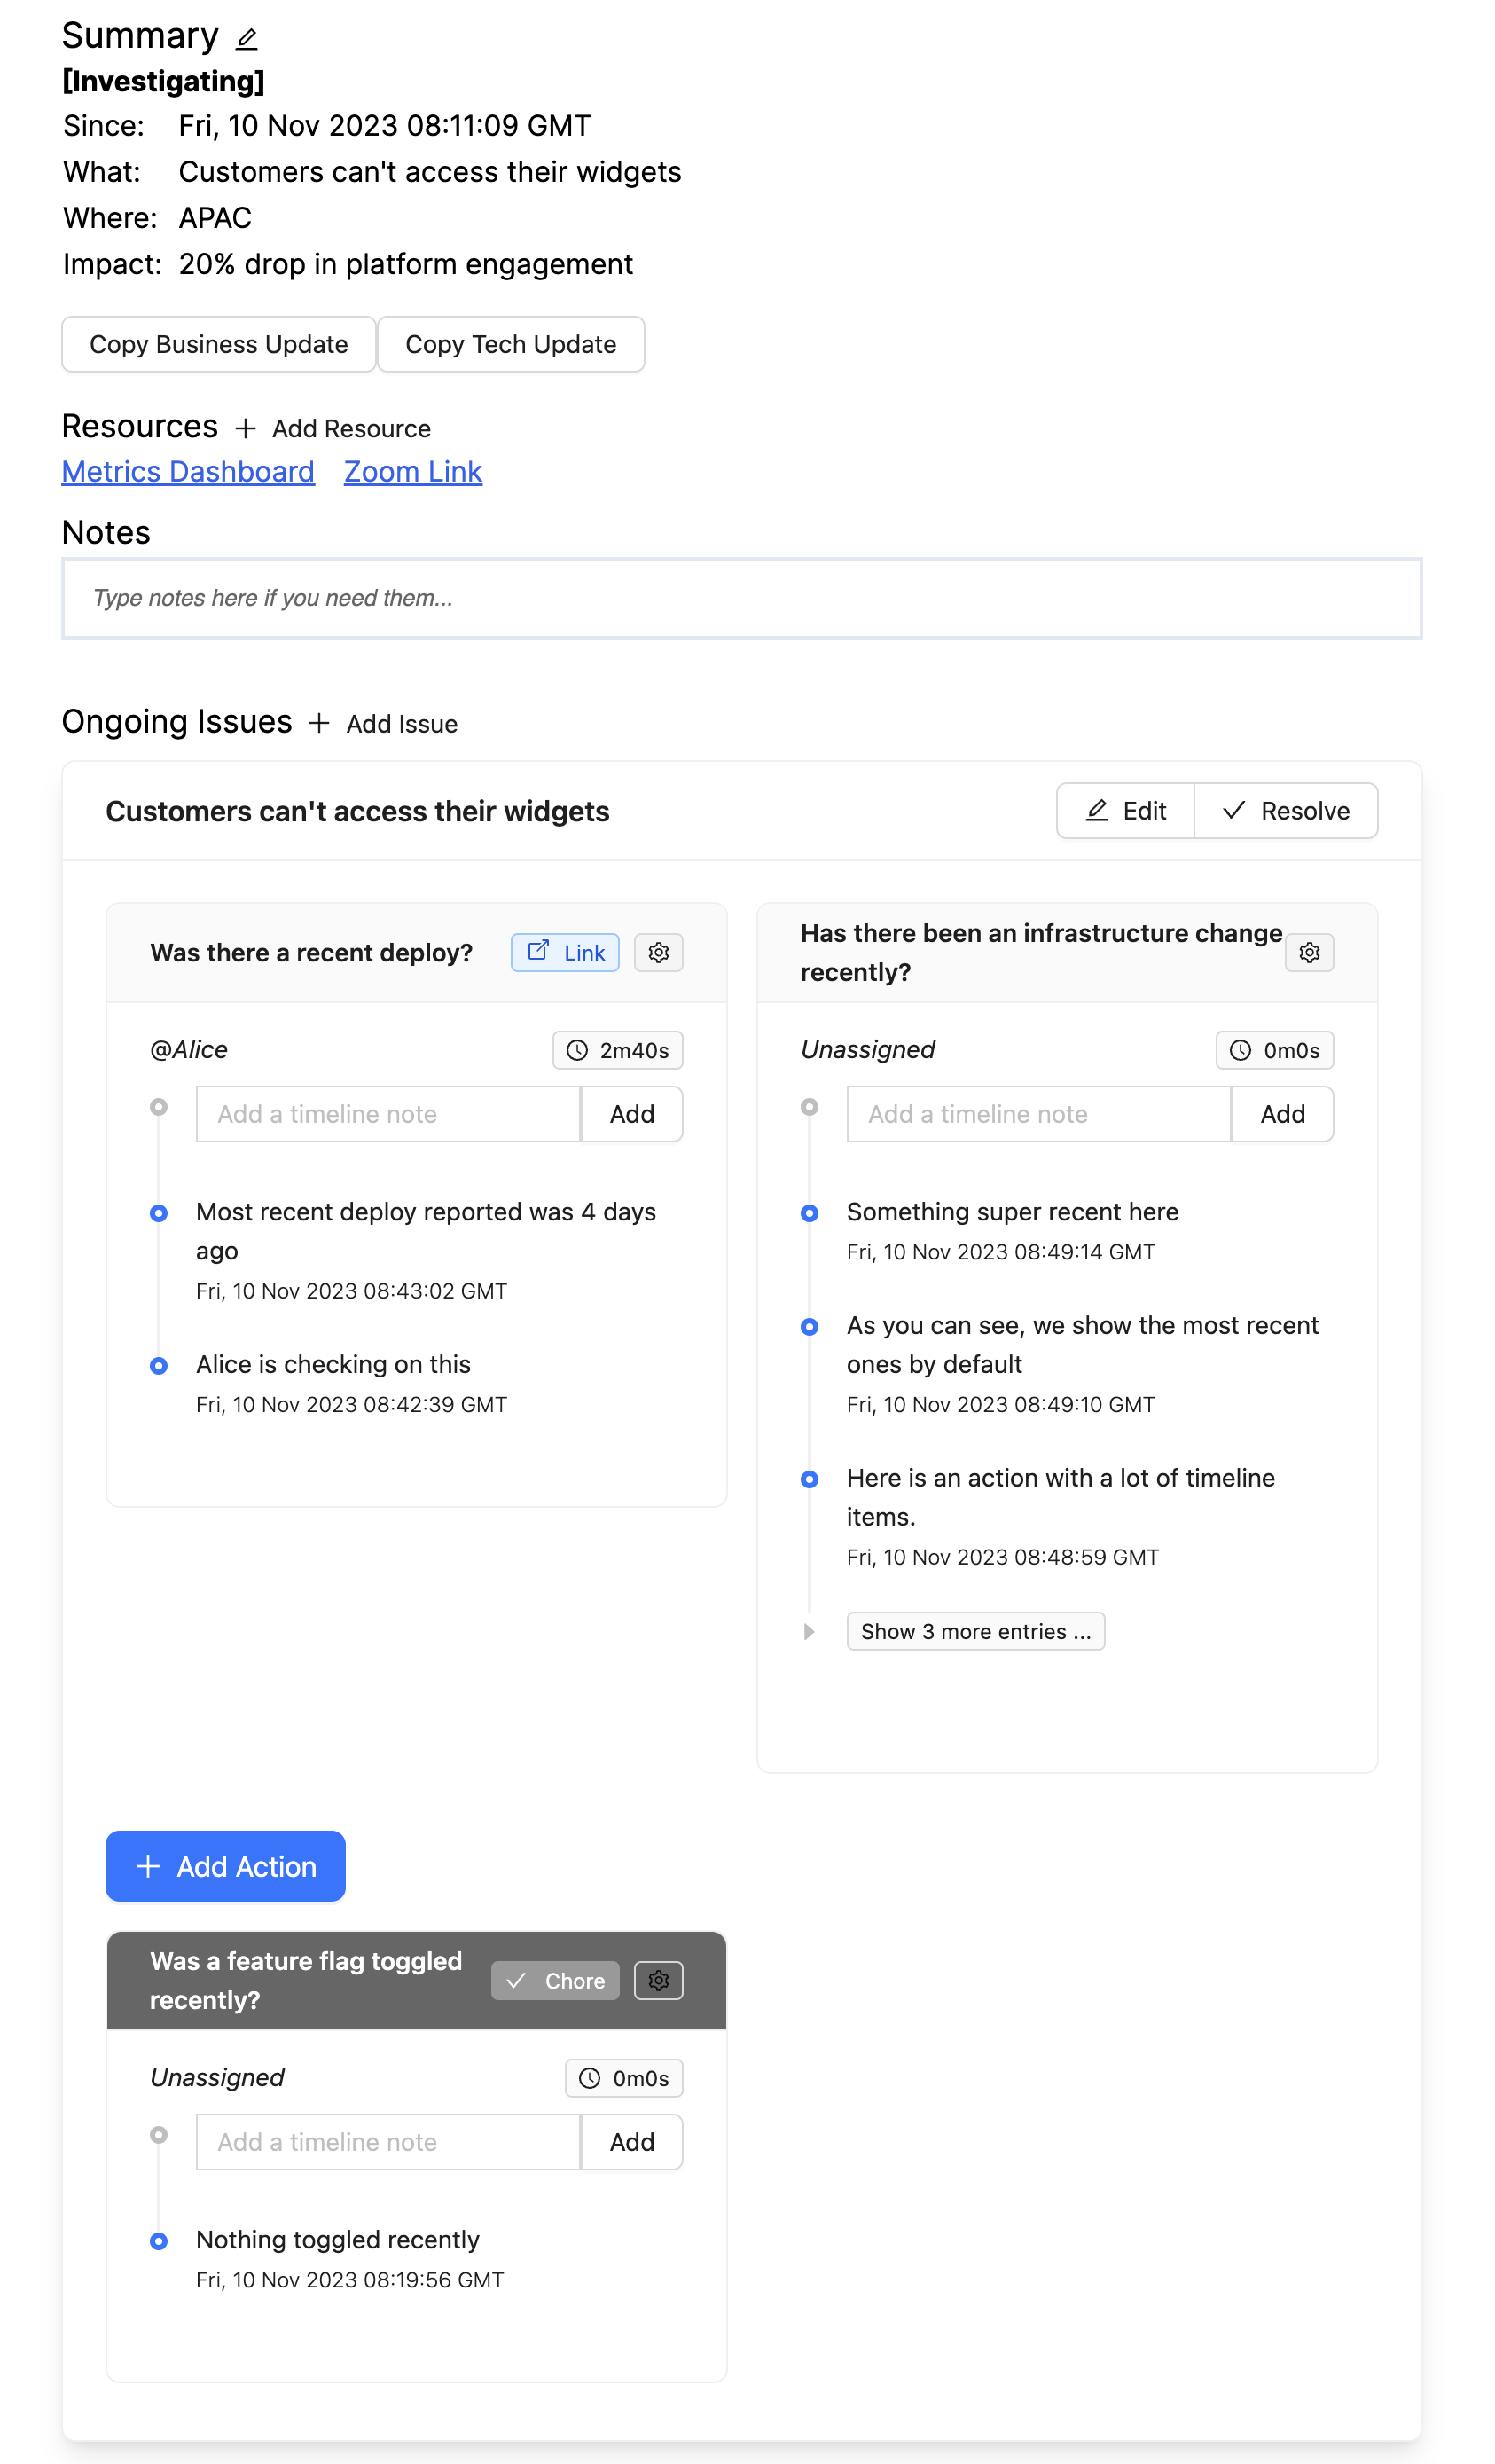 Summary
[Investigating]
Since: Fri, 10 Nov 2023 08:11:09 GMT
What: Customers can't access their widgets
Where: APAC
Impact: 20% drop in platform engagement
Copy Business Update Copy Tech Update
Resources + Add Resource
Metrics Dashboard Zoom Link
Notes
Type notes here if you need them...
Ongoing Issues + Add Issue
Customers can't access their widgets Edit Resolve
Was there a recent deploy? Link
@Alice 2m40s
Add a timeline note Add
Most recent deploy reported was 4 days
ago
Fri, 10 Nov 2023 08:43:02 GMT
Alice is checking on this
Fri, 10 Nov 2023 08:42:39 GMT
Has there been an infrastructure change
recently?
Unassigned 0m0s
Add a timeline note Add
Something super recent here
Fri, 10 Nov 2023 08:49:14 GMT
As you can see, we show the most recent
ones by default
Fri, 10 Nov 2023 08:49:10 GMT
Here is an action with a lot of timeline
items.
Fri, 10 Nov 2023 08:48:59 GMT
Show 3 more entries ...
+ Add Action
Was a feature flag toggled
recently?
Chore
Unassigned 0m0s
Add a timeline note Add
Nothing toggled recently
Fri, 10 Nov 2023 08:19:56 GMT